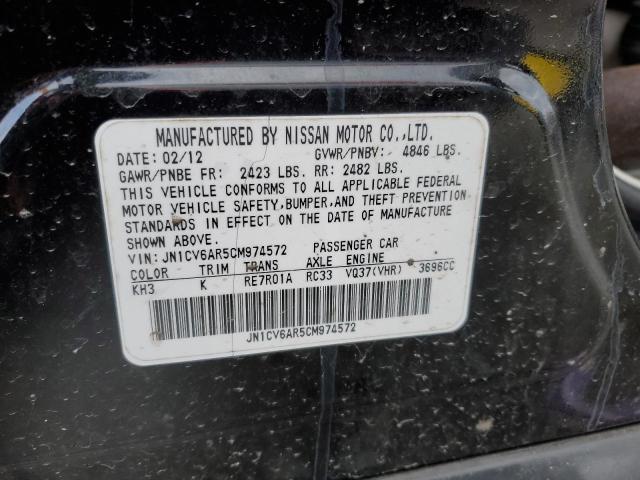 MANUFACTURED BY NISSAN MOTOR CO.,LTD.
DATE: 02/12 GVWR/PNBV: 4846 LBS.
GAWR/PNBE FR: 2423 LBS. RR: 2482 LBS.
THIS VEHICLE CONFORMS TO ALL APPLICABLE FEDERAL
MOTOR VEHICLE SAFETY,BUMPER,AND THEFT PREVENTION
STANDARDS IN EFFECT ON THE DATE OF MANUFACTURE
SHOWN ABOVE.
VIN: JN1CV6AR5CM974572 PASSENGER CAR
COLOR TRIM TRANS AXLE ENGINE
KH3 K RE7R01A RC33 VQ37(VHR) 3696CC
JN1CV6AR5CM974572